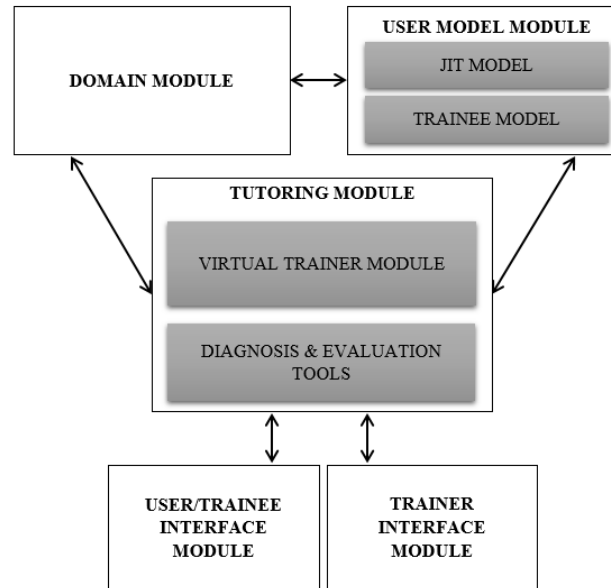 DOMAIN MODULE
USER MODEL MODULE
JIT MODEL
TRAINEE MODEL
TUTORING MODULE
VIRTUAL TRAINER MODULE
DIAGNOSIS & EVALUATION
TOOLS
USER/TRAINEE
INTERFACE
MODULE
TRAINER
INTERFACE
MODULE